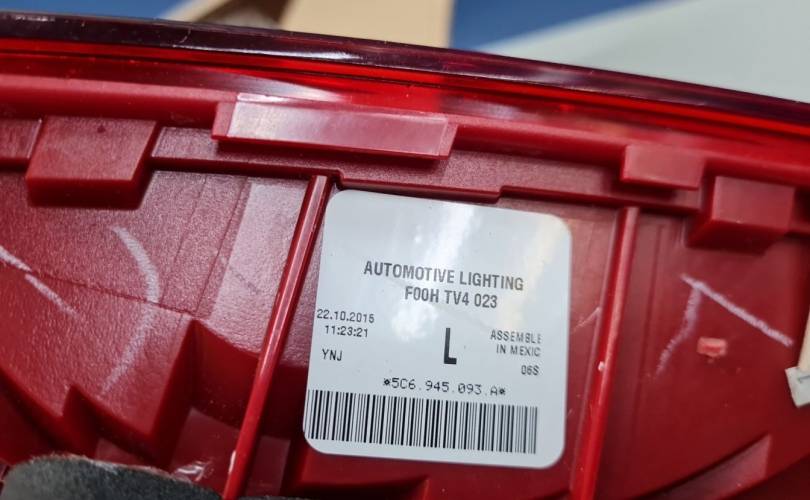 AUTOMOTIVE LIGHTING
F00H TV4 023
22.10.2015
11:23:21
L
ASSEMBLE
IN MEXIC
YNJ
06S
*5C6.945.093.A*